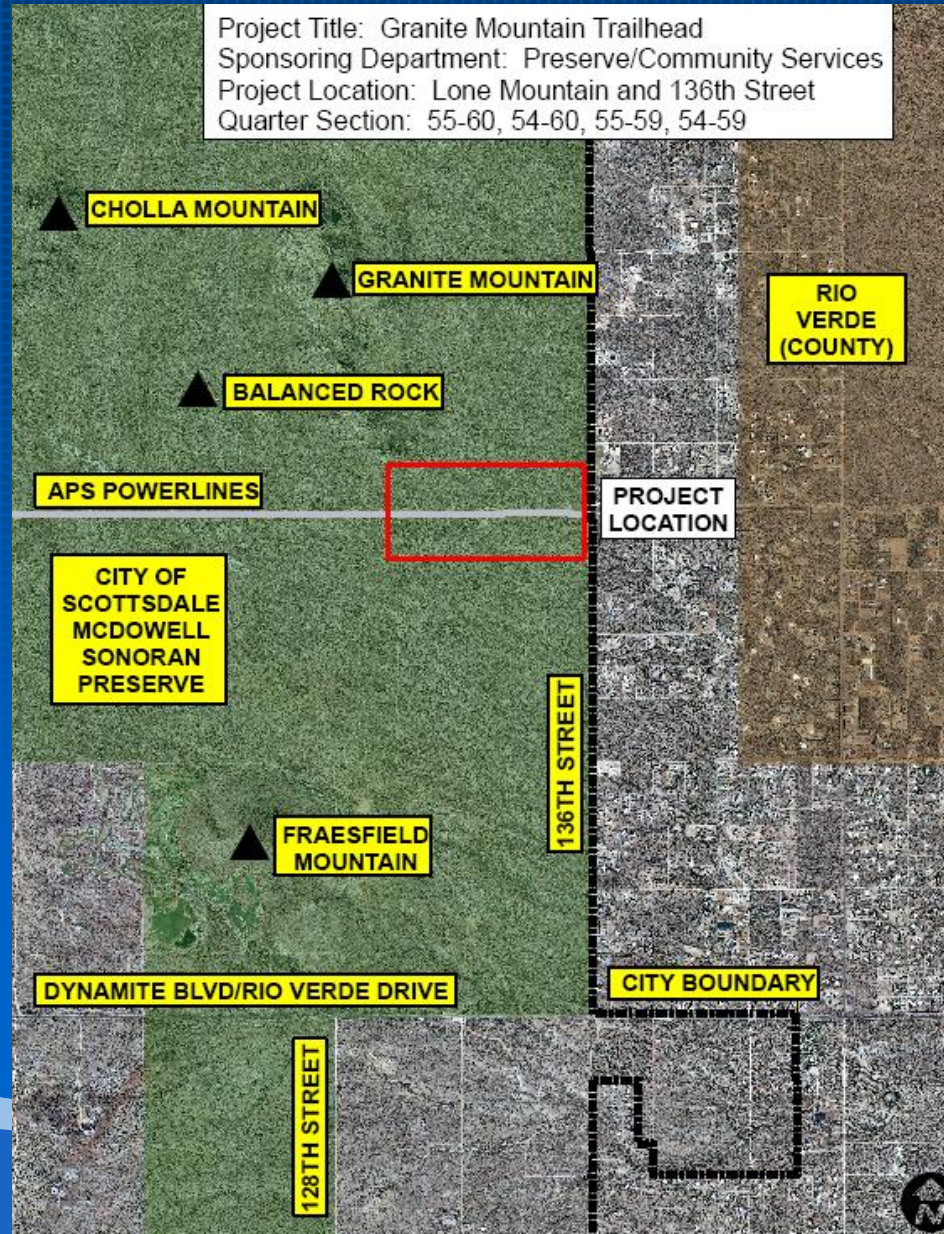 Project Title: Granite Mountain Trailhead
Sponsoring Department: Preserve/Community Services
Project Location: Lone Mountain and 136th Street
Quarter Section: 55-60, 54-60, 55-59, 54-59
CHOLLA MOUNTAIN
GRANITE MOUNTAIN
RIO
VERDE
(COUNTY)
BALANCED ROCK
APS POWERLINES
PROJECT
LOCATION
CITY OF
SCOTTSDALE
MCDOWELL
SONORAN
PRESERVE
136TH STREET
FRAESFIELD
MOUNTAIN
DYNAMITE BLVD/RIO VERDE DRIVE
CITY BOUNDARY
128TH STREET
N